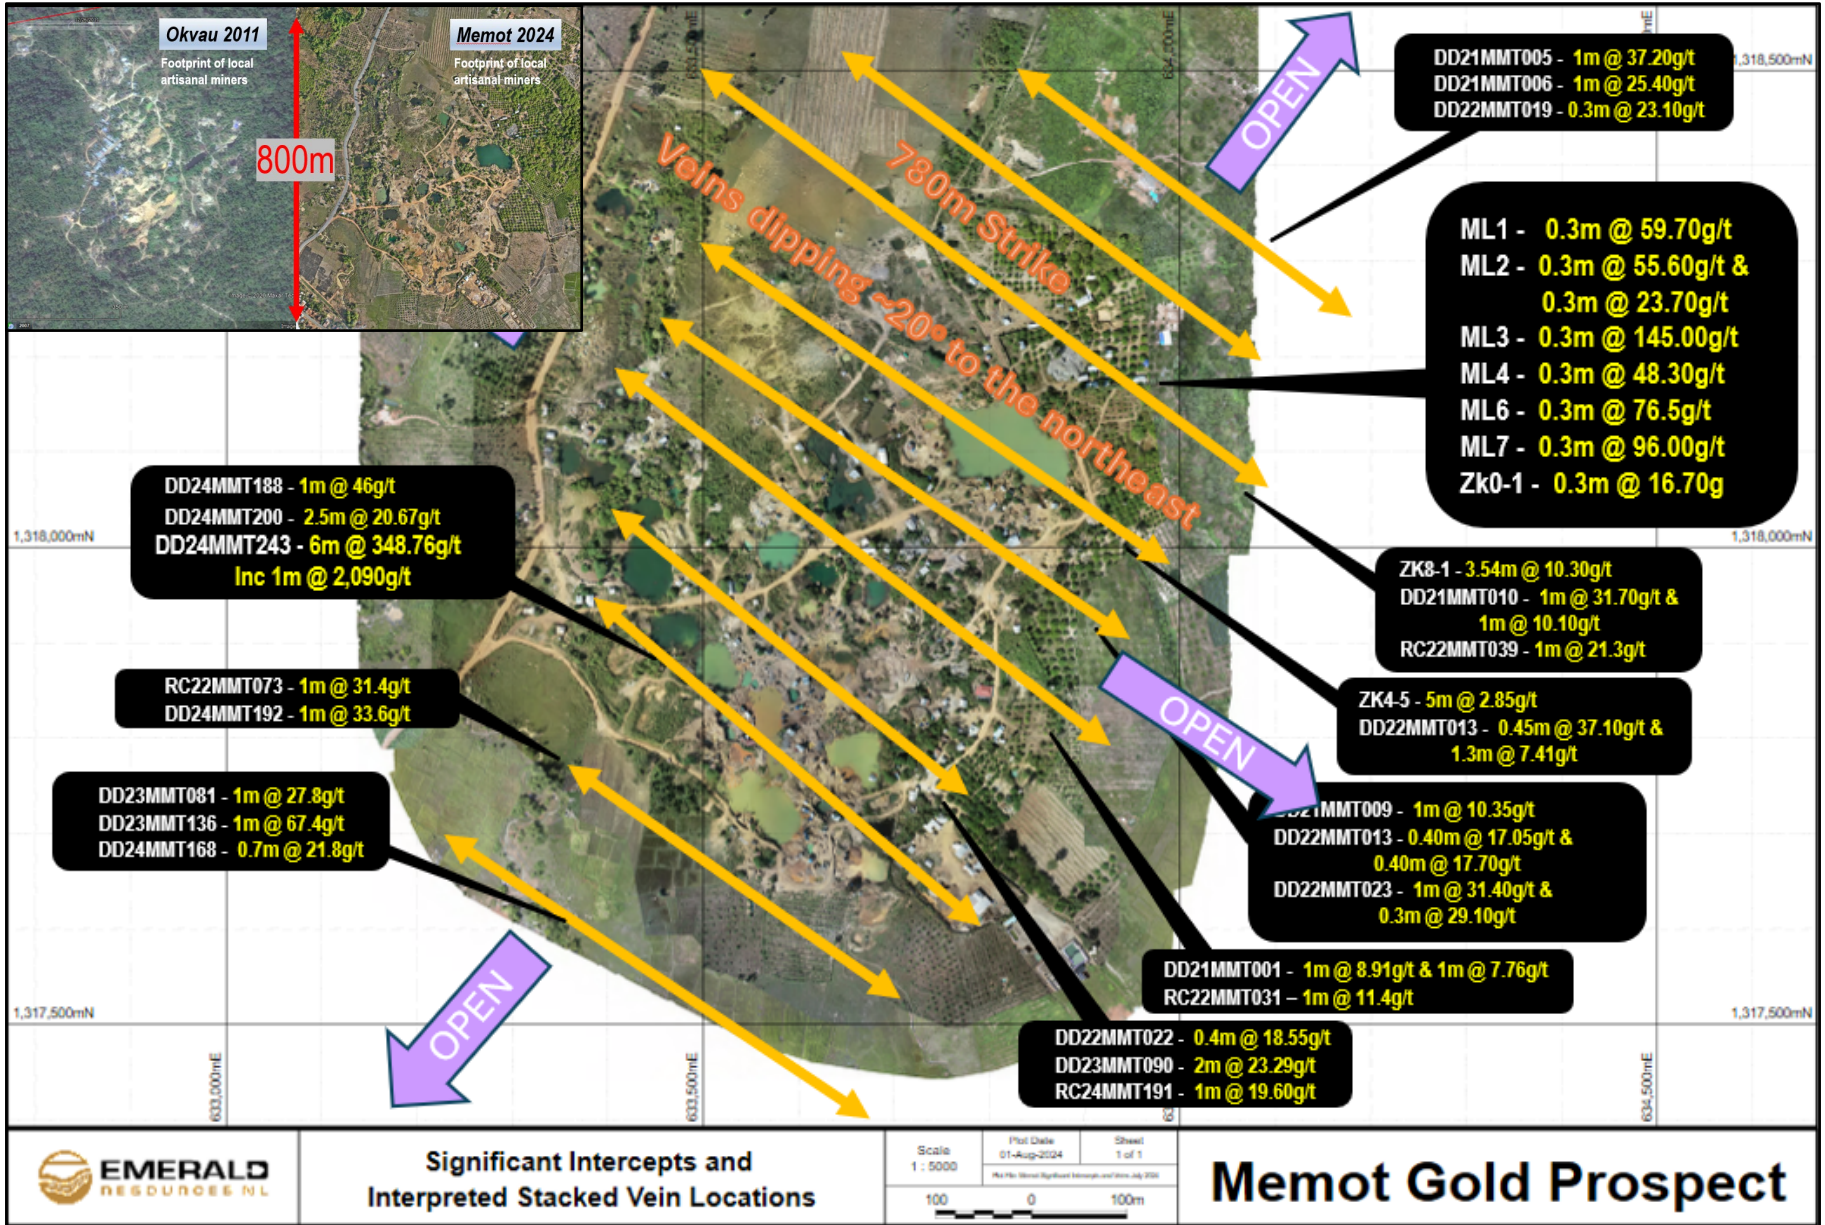 Okvau 2011
Footprint of local
artisanal miners
Memot 2024
Footprint of local
artisanal miners
800m
633,500mE
634,000mE
OPEN
DD21MMT005 - 1m @ 37.20g/t
DD21MMT006 - 1m @ 25.40g/t
DD22MMT019 - 0.3m @ 23.10g/t
1,318,500mN
780m Strike
Veins dipping ~20° to the northeast
ML1 - 0.3m @ 59.70g/t
ML2 - 0.3m @ 55.60g/t &
0.3m @ 23.70g/t
ML3 - 0.3m @ 145.00g/t
ML4 - 0.3m @ 48.30g/t
ML6 - 0.3m @ 76.5g/t
ML7 - 0.3m @ 96.00g/t
Zk0-1 - 0.3m @ 16.70g
DD24MMT188 - 1m @ 46g/t
DD24MMT200 - 2.5m @ 20.67g/t
DD24MMT243 - 6m @ 348.76g/t
Inc 1m @ 2,090g/t
1,318,000mN
1,318,000mN
ZK8-1 - 3.54m @ 10.30g/t
DD21MMT010 - 1m @ 31.70g/t &
1m @ 10.10g/t
RC22MMT039 - 1m @ 21.3g/t
RC22MMT073 - 1m @ 31.4g/t
DD24MMT192 - 1m @ 33.6g/t
ZK4-5 - 5m @ 2.85g/t
DD22MMT013 - 0.45m @ 37.10g/t &
1.3m @ 7.41g/t
OPEN
DD23MMT081 - 1m @ 27.8g/t
DD23MMT136 - 1m @ 67.4g/t
DD24MMT168 - 0.7m @ 21.8g/t
DD21MMT009 - 1m @ 10.35g/t
DD22MMT013 - 0.40m @ 17.05g/t &
0.40m @ 17.70g/t
DD22MMT023 - 1m @ 31.40g/t &
0.3m @ 29.10g/t
DD21MMT001 - 1m @ 8.91g/t & 1m @ 7.76g/t
RC22MMT031 – 1m @ 11.4g/t
OPEN
1,317,500mN
1,317,500mN
DD22MMT022 - 0.4m @ 18.55g/t
DD23MMT090 - 2m @ 23.29g/t
RC24MMT191 - 1m @ 19.60g/t
633,000mE
633,500mE
634,500mE
EMERALD
RESOURCES NL
Significant Intercepts and
Interpreted Stacked Vein Locations
Scale
1 : 5000
Plot Date
01-Aug-2024
Sheet
1 of 1
100 0 100m
Memot Gold Prospect